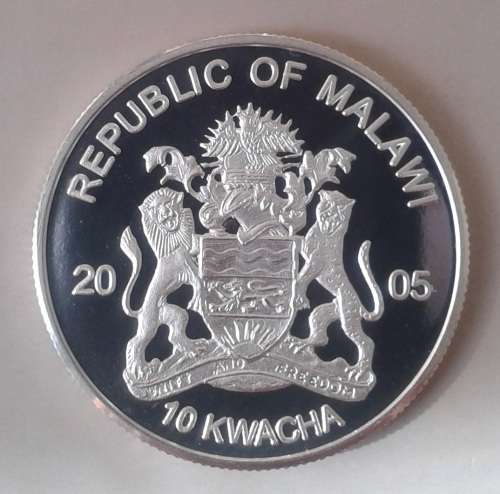 REPUBLIC OF MALAWI
20 05
UNITY AND FREEDOM
10 KWACHA